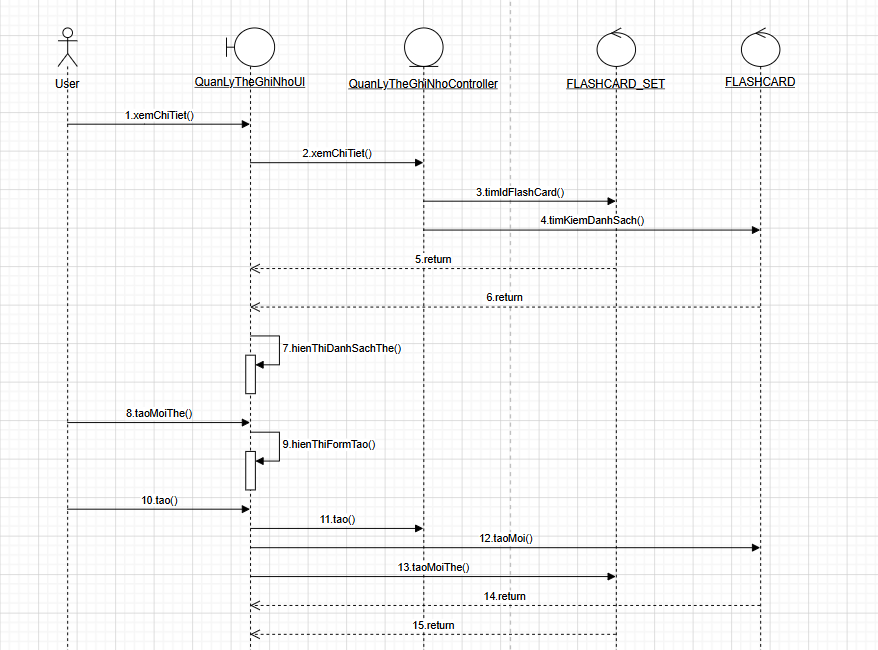 User
QuanLyTheGhiNhoUI
QuanLyTheGhiNhoController
FLASHCARD_SET
FLASHCARD
1.xemChiTiet()
2.xemChiTiet()
3.timIdFlashCard()
4.timKiemDanhSach()
5.return
6.return
7.hienThiDanhSachThe()
8.taoMoiThe()
9.hienThiFormTao()
10.tao()
11.tao()
12.taoMoi()
13.taoMoiThe()
14.return
15.return